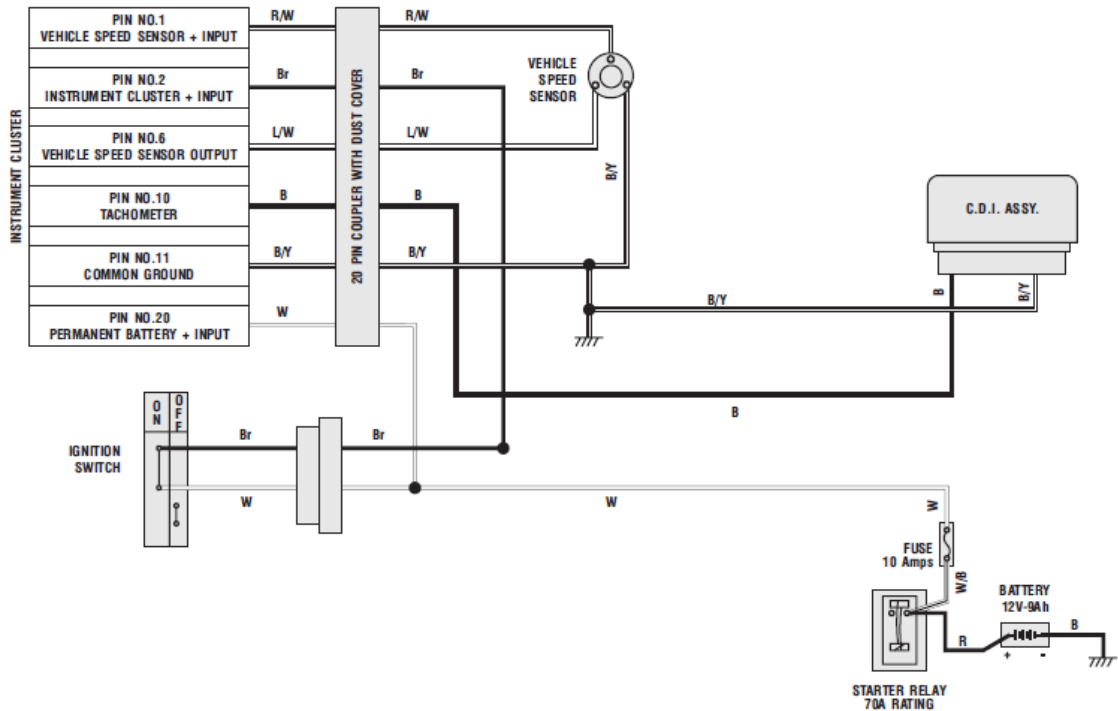 INSTRUMENT CLUSTER
PIN NO.1
VEHICLE SPEED SENSOR + INPUT
PIN NO.2
INSTRUMENT CLUSTER + INPUT
PIN NO.6
VEHICLE SPEED SENSOR OUTPUT
PIN NO.10
TACHOMETER
PIN NO.11
COMMON GROUND
PIN NO.20
PERMANENT BATTERY + INPUT
R/W
Br
L/W
B
B/Y
W
20 PIN COUPLER WITH DUST COVER
R/W
Br
L/W
B
B/Y
VEHICLE
SPEED
SENSOR
B/Y
C.D.I. ASSY.
B
B/Y
B/Y
B
IGNITION
SWITCH
ON
OFF
Br
Br
W
W
W
FUSE
10 Amps
W/B
BATTERY
12V-9Ah
R
+
-
B
STARTER RELAY
70A RATING